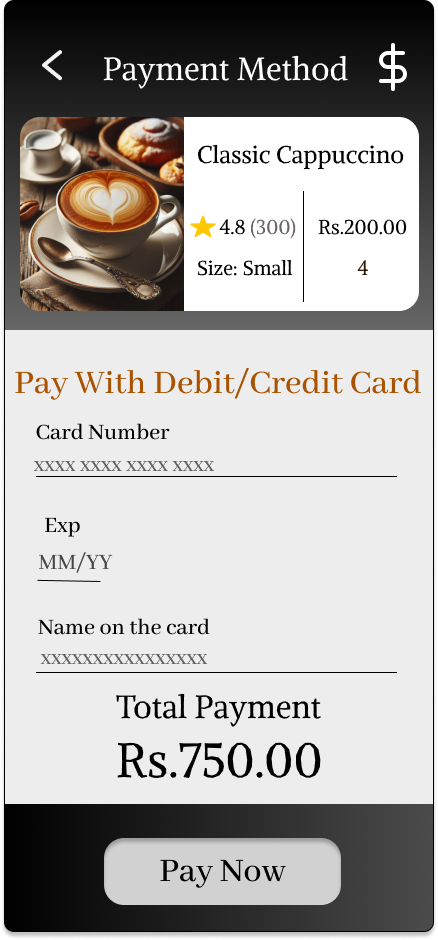 Payment Method $
Classic Cappuccino
4.8 (300) Rs.200.00
Size: Small 4
Pay With Debit/Credit Card
Card Number
xxxx xxxx xxxx xxxx
Exp
MM/YY
Name on the card
xxxxxxxxxxxxxxxx
Total Payment
Rs.750.00
Pay Now